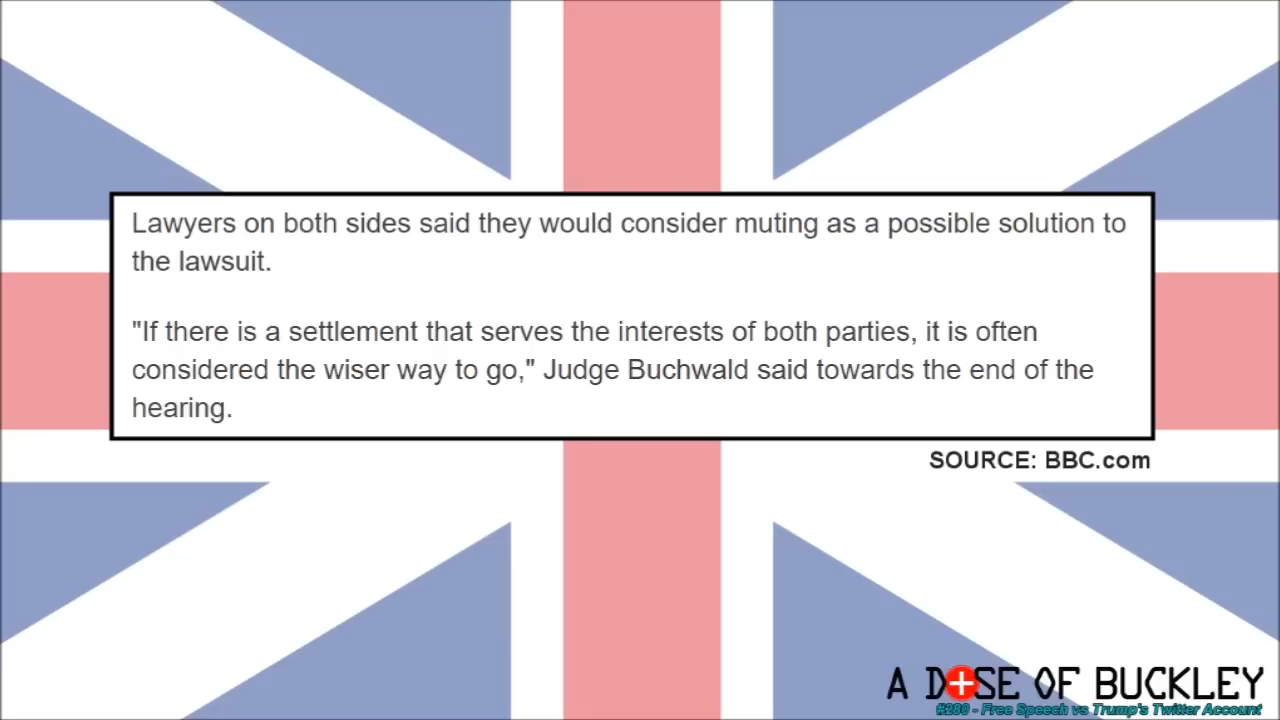 Lawyers on both sides said they would consider muting as a possible solution to
the lawsuit.
"If there is a settlement that serves the interests of both parties, it is often
considered the wiser way to go," Judge Buchwald said towards the end of the
hearing.
SOURCE: BBC.com
A DOSE OF BUCKLEY
#280 - Free Speech vs Trump's Twitter Account